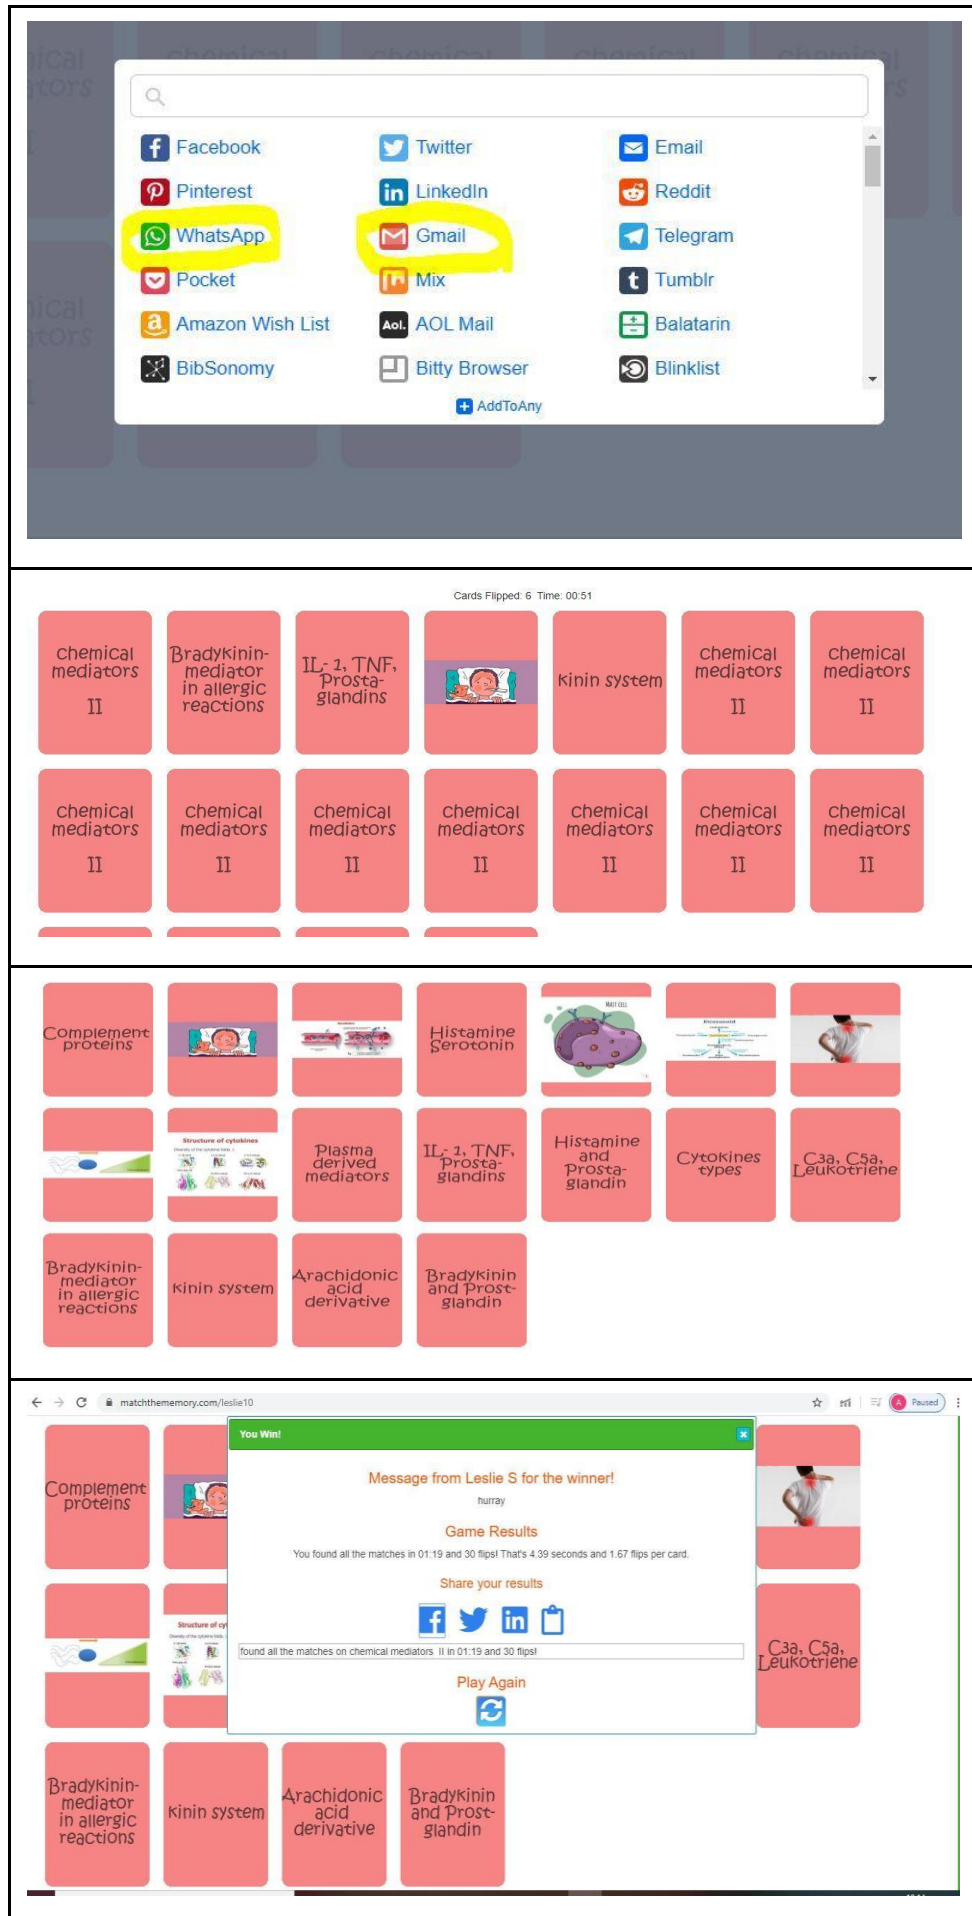 Facebook
Twitter
Email
Pinterest
LinkedIn
Reddit
WhatsApp
Gmail
Telegram
Pocket
Mix
Tumblr
Amazon Wish List
AOL Mail
Balatarin
BibSonomy
Bitty Browser
Blinklist
AddToAny
Cards Flipped: 6 Time: 00:51
chemical
mediators
II
Bradykinin-
mediator
in allergic
reactions
IL-1, TNF,
Prosta-
glandins
kinin system
chemical
mediators
II
chemical
mediators
II
chemical
mediators
II
chemical
mediators
II
chemical
mediators
II
chemical
mediators
II
chemical
mediators
II
chemical
mediators
II
chemical
mediators
II
Complement
proteins
Histamine
Serotonin
MAST CELL
Structure of cytokines
Plasma
derived
mediators
IL-1, TNF,
Prosta-
glandins
Histamine
and
Prosta-
glandin
Cytokines
types
C3a, C5a,
Leukotriene
Bradykinin-
mediator
in allergic
reactions
kinin system
Arachidonic
acid
derivative
Bradykinin
and Prost-
glandin
matchthememory.com/leslie10
Paused
You Win!
Message from Leslie S for the winner!
hurray
Game Results
You found all the matches in 01:19 and 30 flips! That's 4.39 seconds and 1.67 flips per card.
Share your results
found all the matches on chemical mediators II in 01:19 and 30 flips!
Play Again
Complement
proteins
Structure of cy
C3a, C5a,
Leukotriene
Bradykinin-
mediator
in allergic
reactions
kinin system
Arachidonic
acid
derivative
Bradykinin
and Prost-
glandin